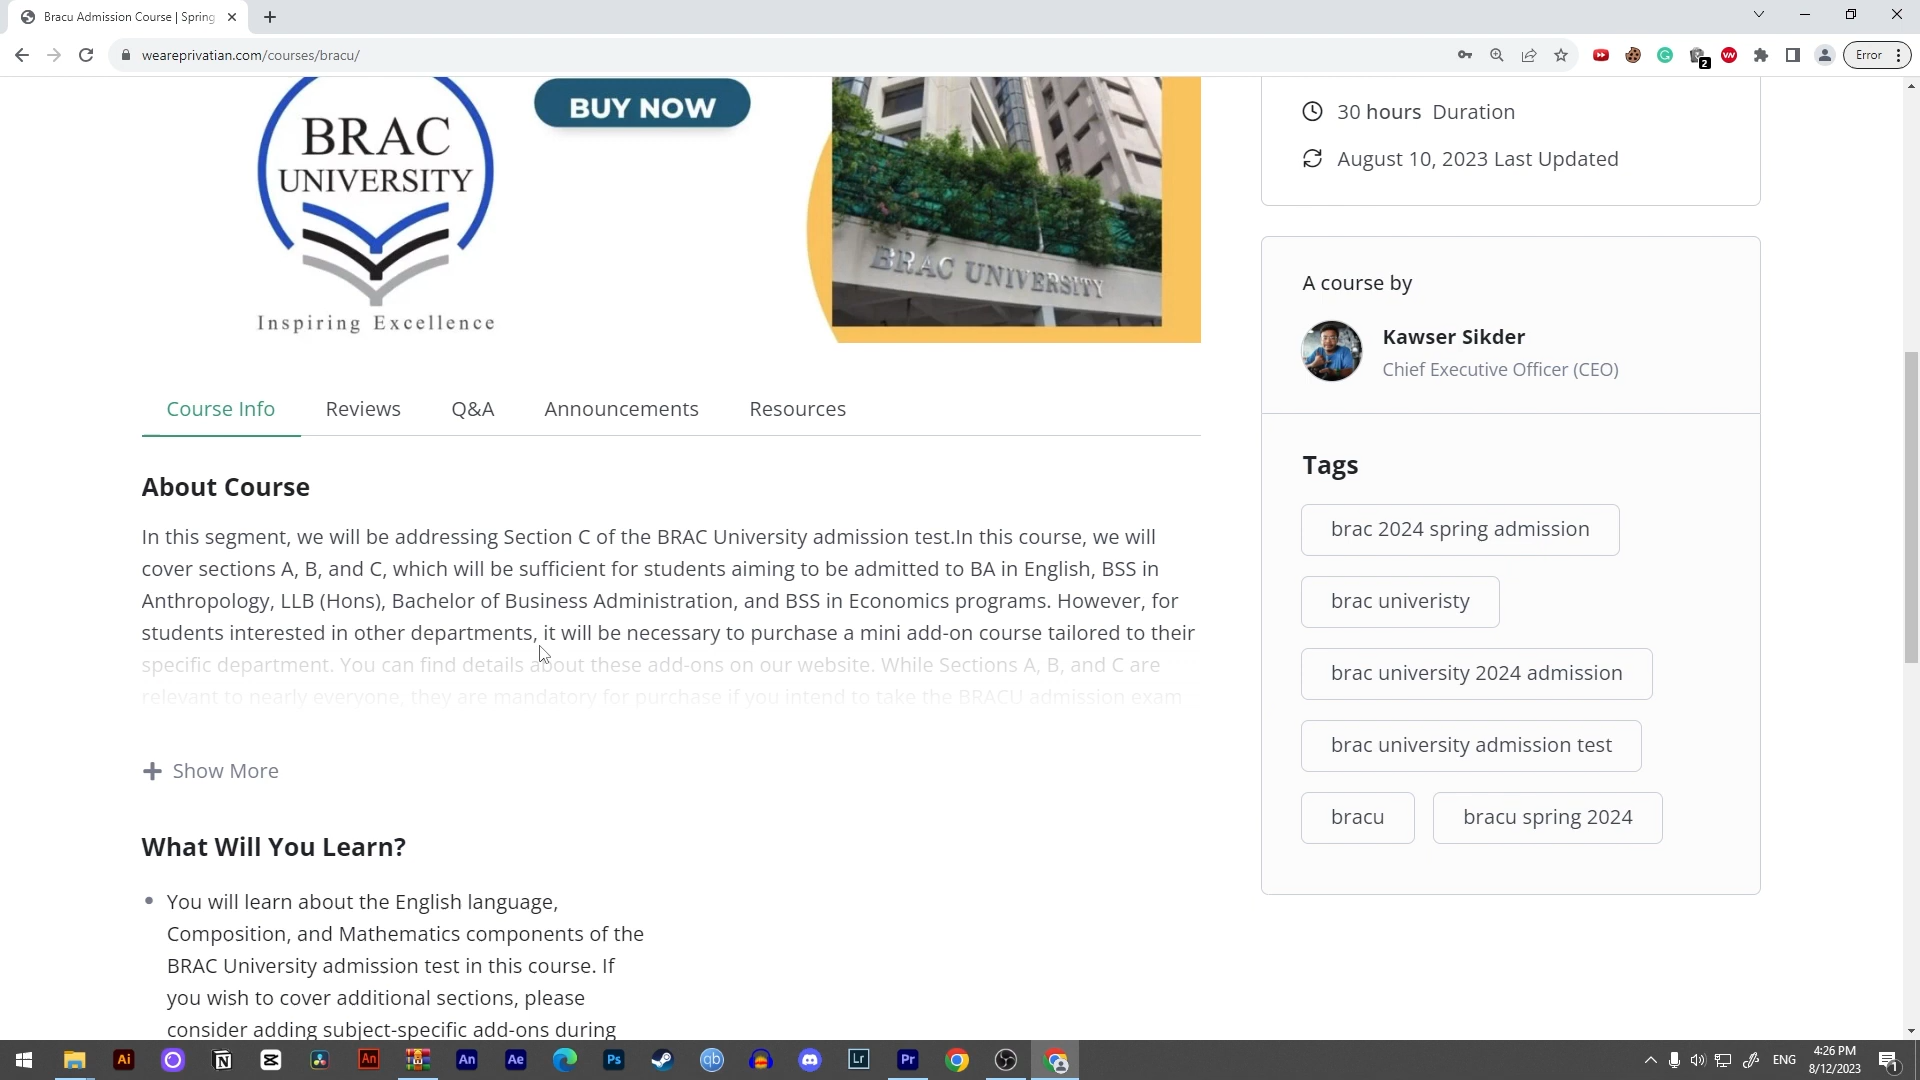 Bracu Admission Course | Spring
weareprivatian.com/courses/bracu/
2
Error
BRAC
UNIVERSITY
Inspiring Excellence
BUY NOW
BRAC UNIVERSITY
30 hours Duration
August 10, 2023 Last Updated
A course by
Kawser Sikder
Chief Executive Officer (CEO)
Course Info Reviews Q&A Announcements Resources
About Course
In this segment, we will be addressing Section C of the BRAC University admission test.In this course, we will
cover sections A, B, and C, which will be sufficient for students aiming to be admitted to BA in English, BSS in
Anthropology, LLB (Hons), Bachelor of Business Administration, and BSS in Economics programs. However, for
students interested in other departments, it will be necessary to purchase a mini add-on course tailored to their
specific department. You can find details about these add-ons on our website. While Sections A, B, and C are
relevant to nearly everyone, they are mandatory for purchase if you intend to take the BRACU admission exam
Show More
What Will You Learn?
You will learn about the English language,
Composition, and Mathematics components of the
BRAC University admission test in this course. If
you wish to cover additional sections, please
consider adding subject-specific add-ons during
Tags
brac 2024 spring admission
brac univeristy
brac university 2024 admission
brac university admission test
bracu bracu spring 2024
Ai An An Ae Ps qb Lr Pr
ENG
4:26 PM
8/12/2023
1